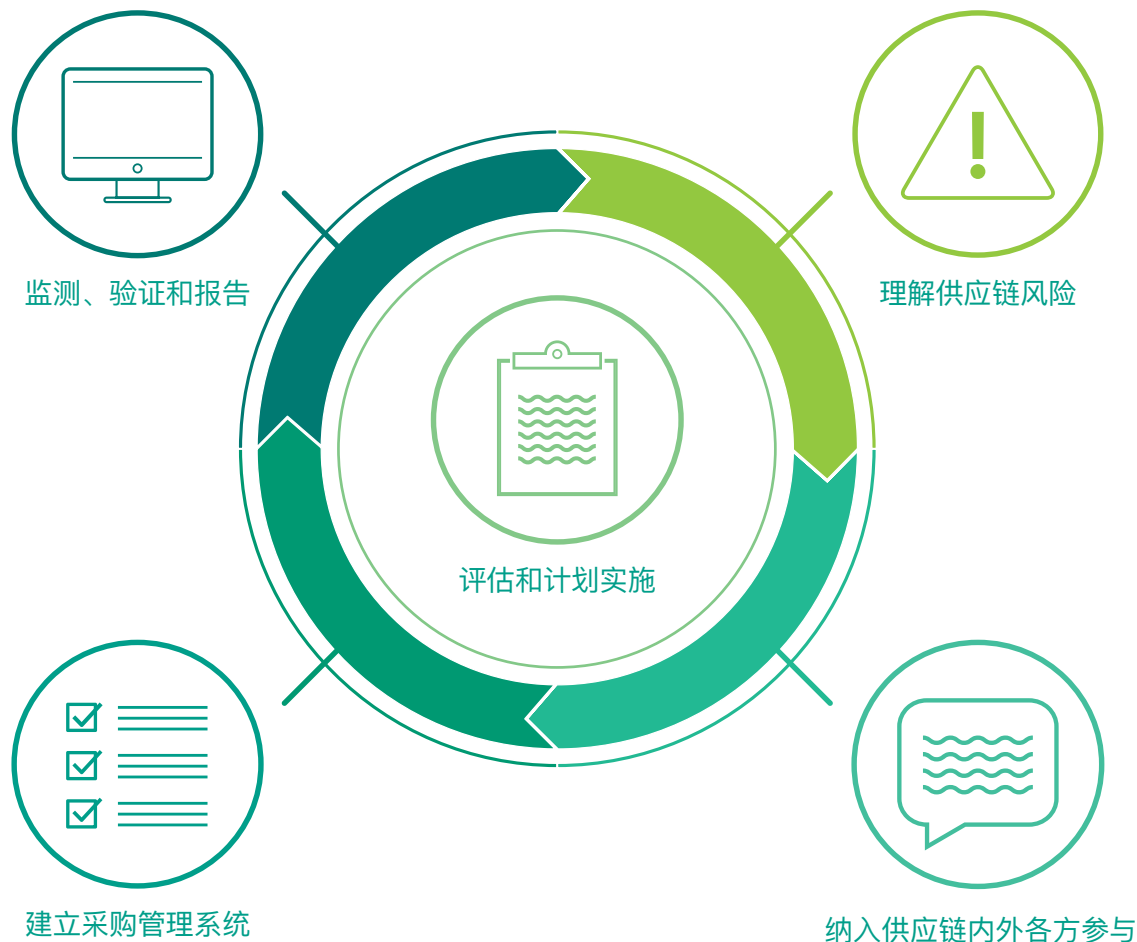 监测、验证和报告
理解供应链风险
评估和计划实施
建立采购管理系统
纳入供应链内外各方参与